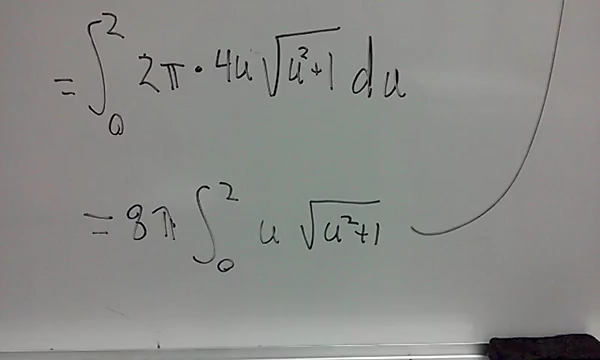 = ∫₀² 2π · 4u √(u²+1) du
= 8π ∫₀² u √(u²+1)